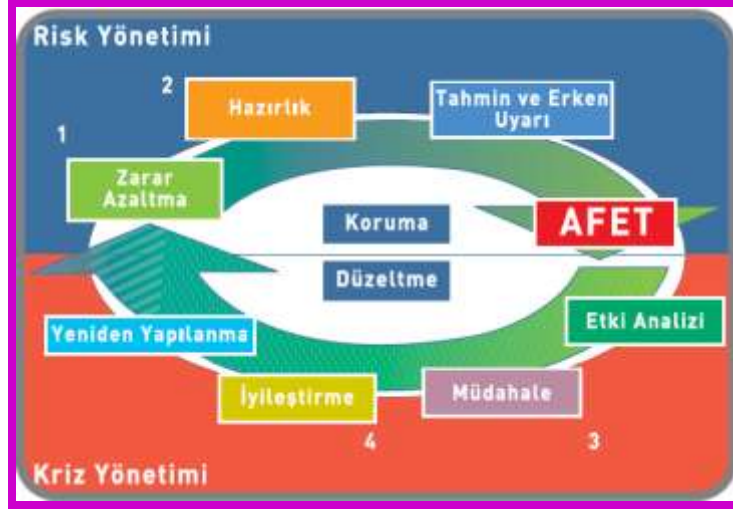 Risk Yönetimi
2
Hazırlık
Tahmin ve Erken
Uyarı
1
Zarar
Azaltma
Koruma
AFET
Düzeltme
Etki Analizi
Yeniden Yapılanma
İyileştirme
Müdahale
4
3
Kriz Yönetimi